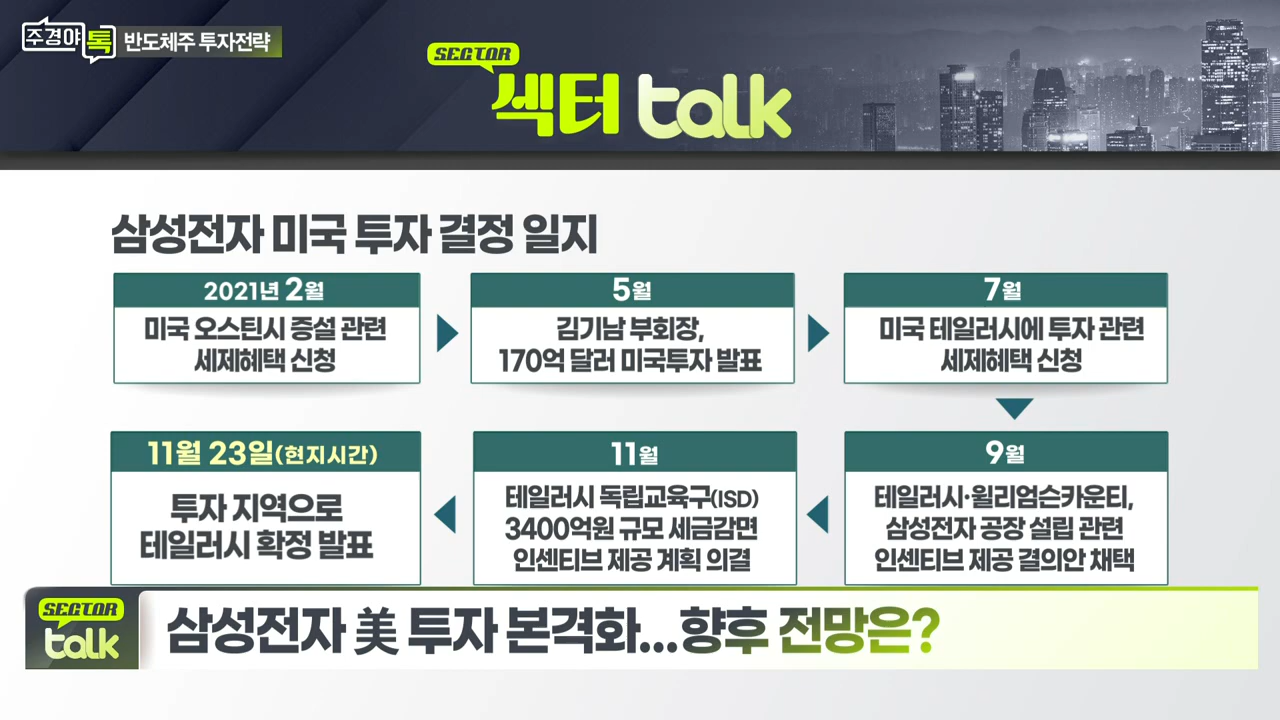 주경야톡 반도체주 투자전략
SECTOR
섹터 talk
삼성전자 미국 투자 결정 일지
2021년 2월
미국 오스틴시 증설 관련
세제혜택 신청
5월
김기남 부회장,
170억 달러 미국투자 발표
7월
미국 테일러시에 투자 관련
세제혜택 신청
9월
테일러시·윌리엄슨카운티,
삼성전자 공장 설립 관련
인센티브 제공 결의안 채택
11월
테일러시 독립교육구(ISD)
3400억원 규모 세금감면
인센티브 제공 계획 의결
11월 23일(현지시간)
투자 지역으로
테일러시 확정 발표
SECTOR
talk
삼성전자 美 투자 본격화...향후 전망은?